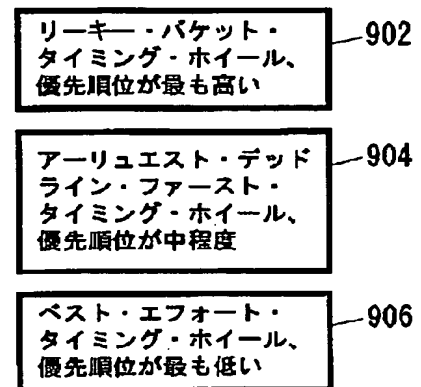 リーキー・バケット・
タイミング・ホイール、
優先順位が最も高い
902
アーリュエスト・デッド
ライン・ファースト・
タイミング・ホイール、
優先順位が中程度
904
ベスト・エフォート・
タイミング・ホイール、
優先順位が最も低い
906